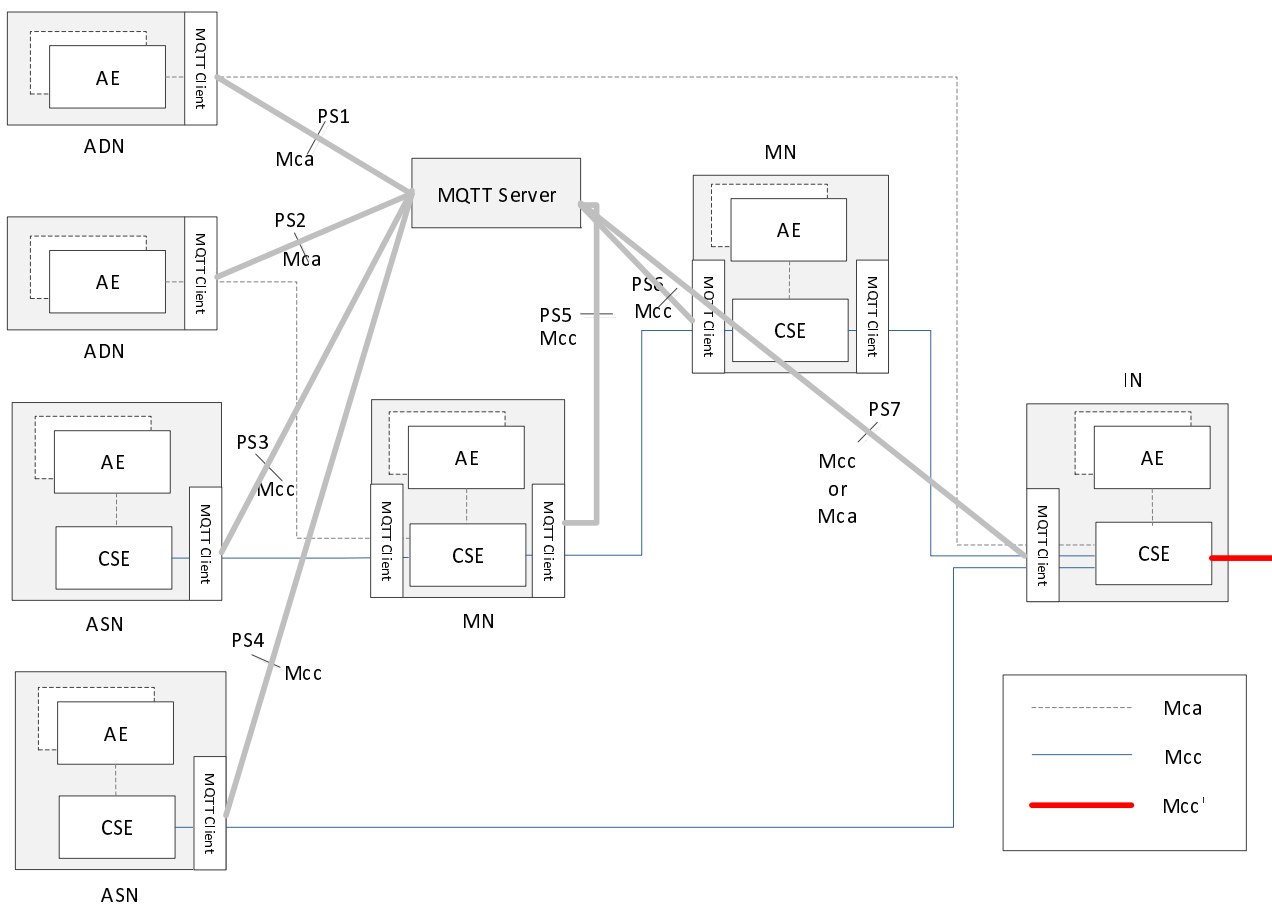 AE
MQTT Client
ADN
PS1
Mca
MQTT Server
MN
AE
MQTT Client
CSE
MQTT Client
AE
MQTT Client
ADN
PS2
Mca
PS6
Mcc
PS5
Mcc
AE
CSE
MQTT Client
ASN
PS3
Mcc
AE
MQTT Client
CSE
MQTT Client
MN
PS7
Mcc
or
Mca
IN
AE
MQTT Client
CSE
AE
CSE
MQTT Client
ASN
PS4
Mcc
Mca
Mcc
Mcc'